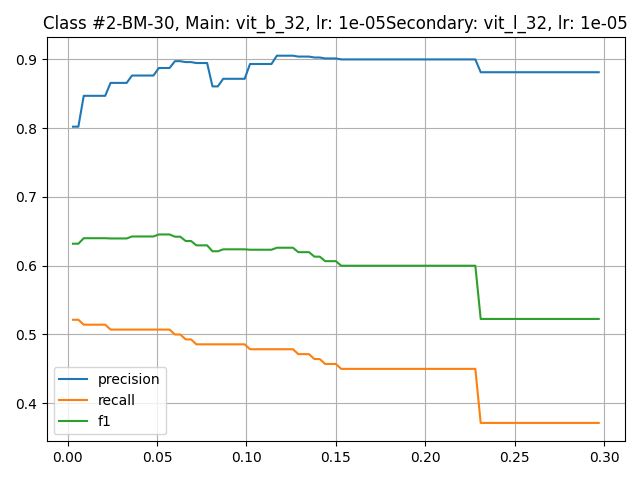 Class #2-BM-30, Main: vit_b_32, lr: 1e-05Secondary: vit_l_32, lr: 1e-05
0.9
0.8
0.7
0.6
0.5
0.4
precision
recall
f1
0.00 0.05 0.10 0.15 0.20 0.25 0.30